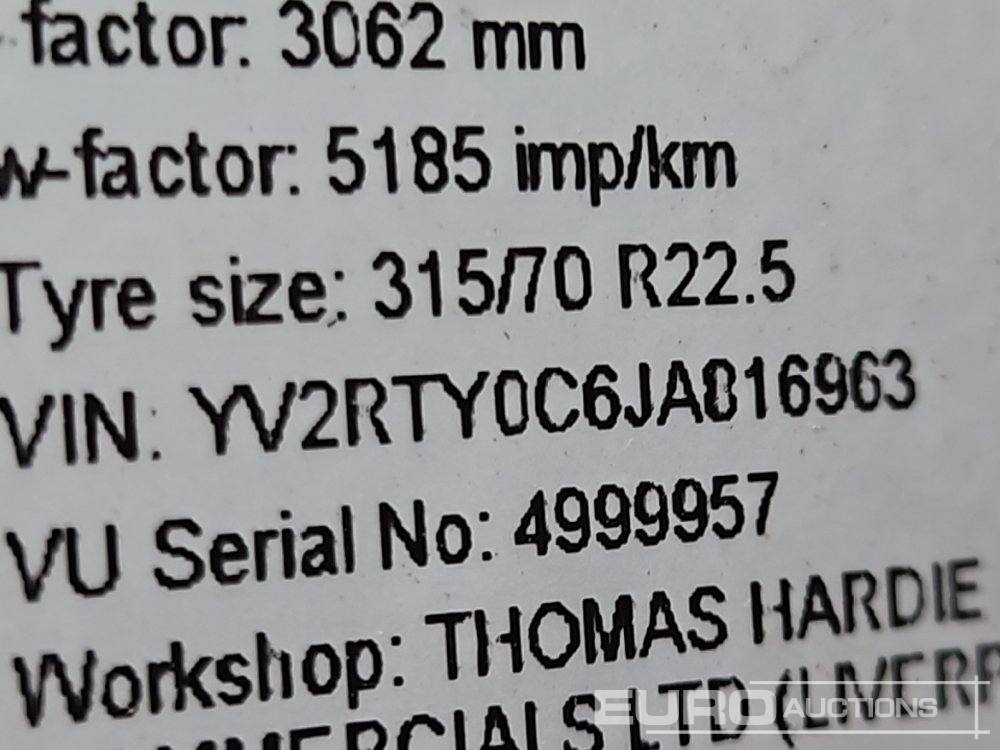 factor: 3062 mm
w-factor: 5185 imp/km
Tyre size: 315/70 R22.5
VIN: YV2RTY0C6JA816963
VU Serial No: 4999957
Workshop: THOMAS HARDIE
LTD
EURO AUCTIONS